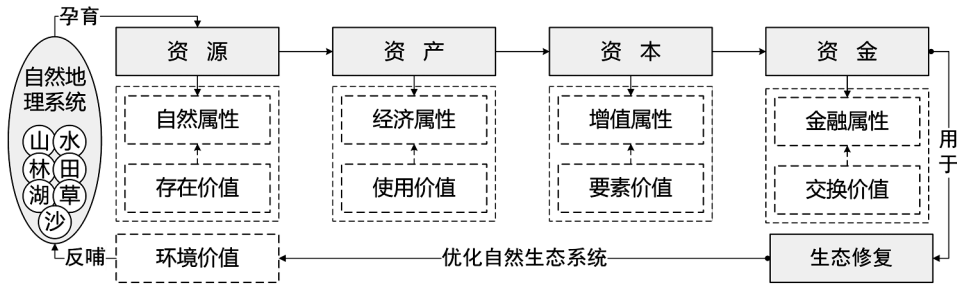 孕育
资 源
资 产
资 本
资 金
自然地
理系统
山 水
林 田
湖 草
沙
自然属性
经济属性
增值属性
金融属性
存在价值
使用价值
要素价值
交换价值
用
于
反哺
环境价值
优化自然生态系统
生态修复